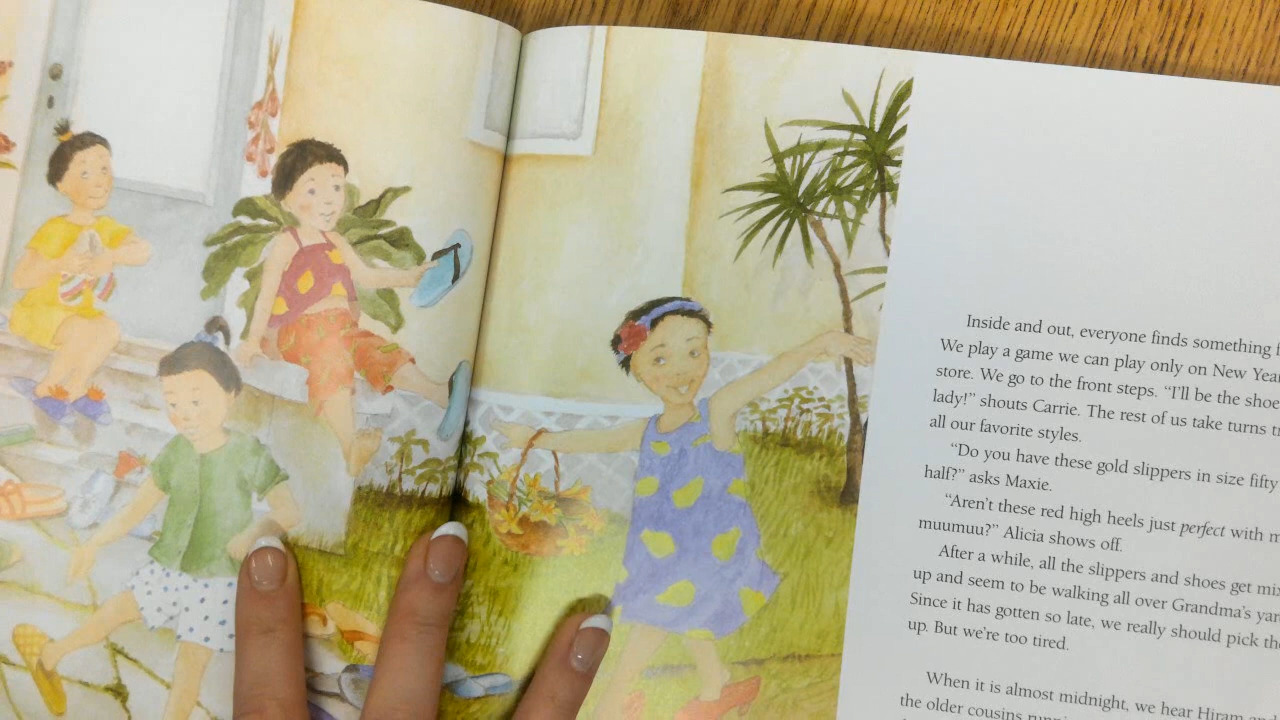 Inside and out, everyone finds something
We play a game we can play only on New Year
store. We go to the front steps. “I’ll be the shoe
lady!” shouts Carrie. The rest of us take turns
all our favorite styles.
“Do you have these gold slippers in size fifty
half?” asks Maxie.
“Aren’t these red high heels just perfect with
muumuu?” Alicia shows off.
After a while, all the slippers and shoes get
up and seem to be walking all over Grandma’s
Since it has gotten so late, we really should pick
up. But we’re too tired.
When it is almost midnight, we hear Hiram
the older cousins